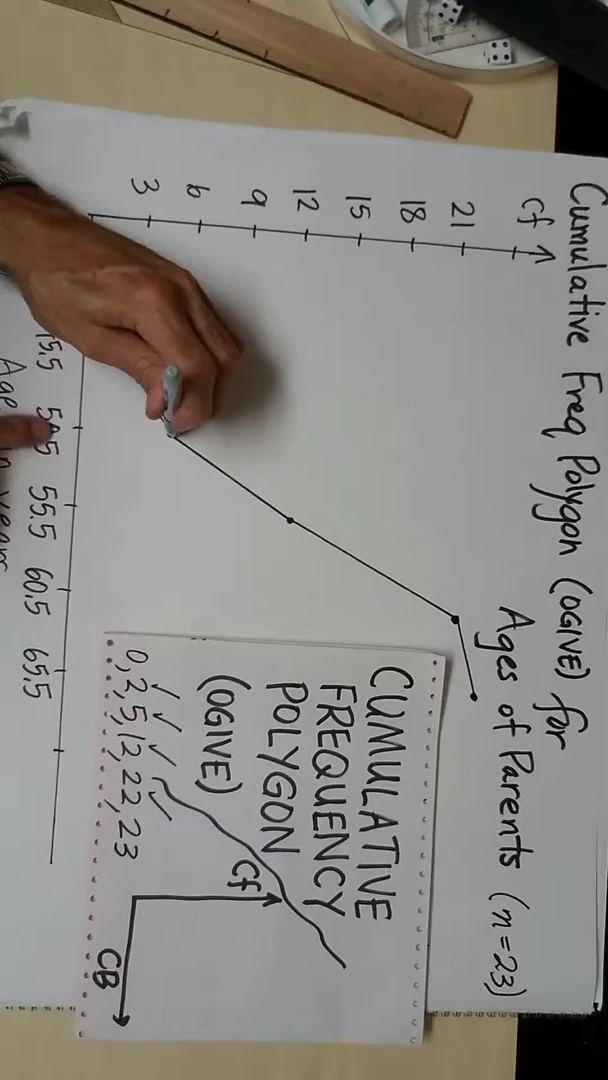 Cumulative Freq Polygon (OGIVE) for
Ages of Parents (n=23)
cf
21
18
15
12
9
6
3
55.5 60.5 65.5
CUMULATIVE
FREQUENCY
POLYGON
(OGIVE)
0, 2, 5, 12, 22, 23
Cf
CB